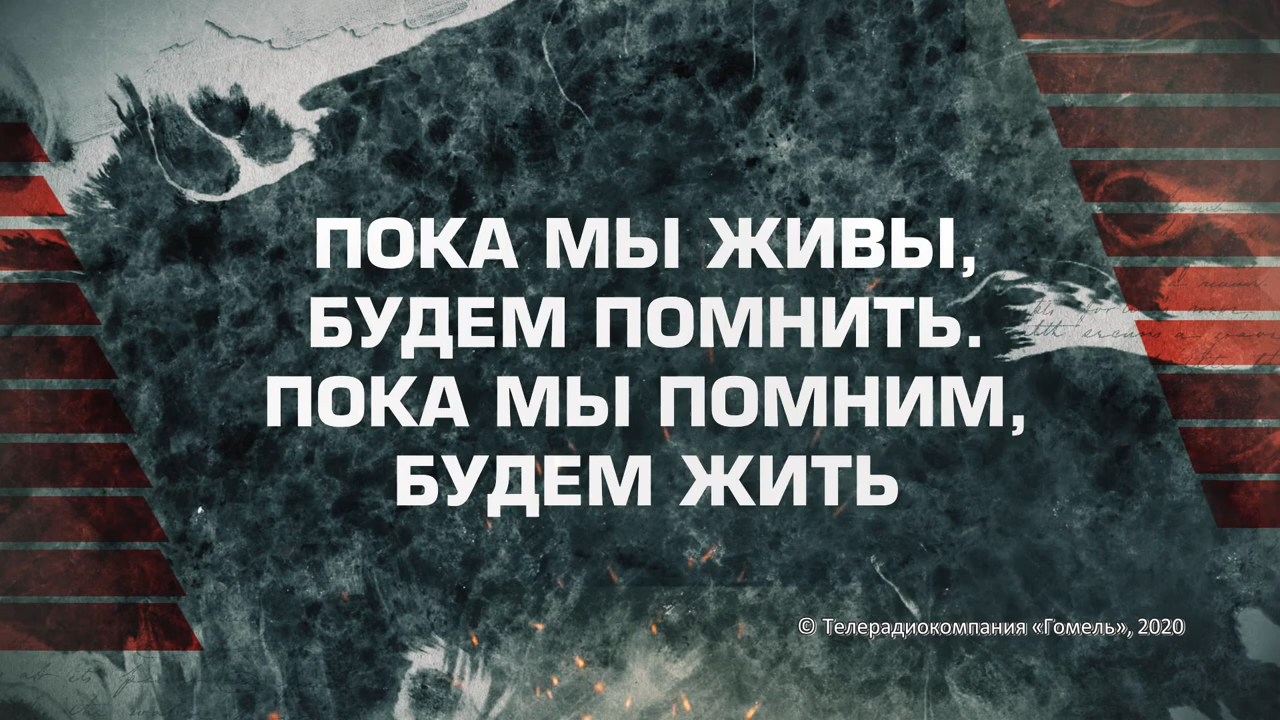 ПОКА МЫ ЖИВЫ,
БУДЕМ ПОМНИТЬ.
ПОКА МЫ ПОМНИМ,
БУДЕМ ЖИТЬ
© Телерадиокомпания «Гомель», 2020